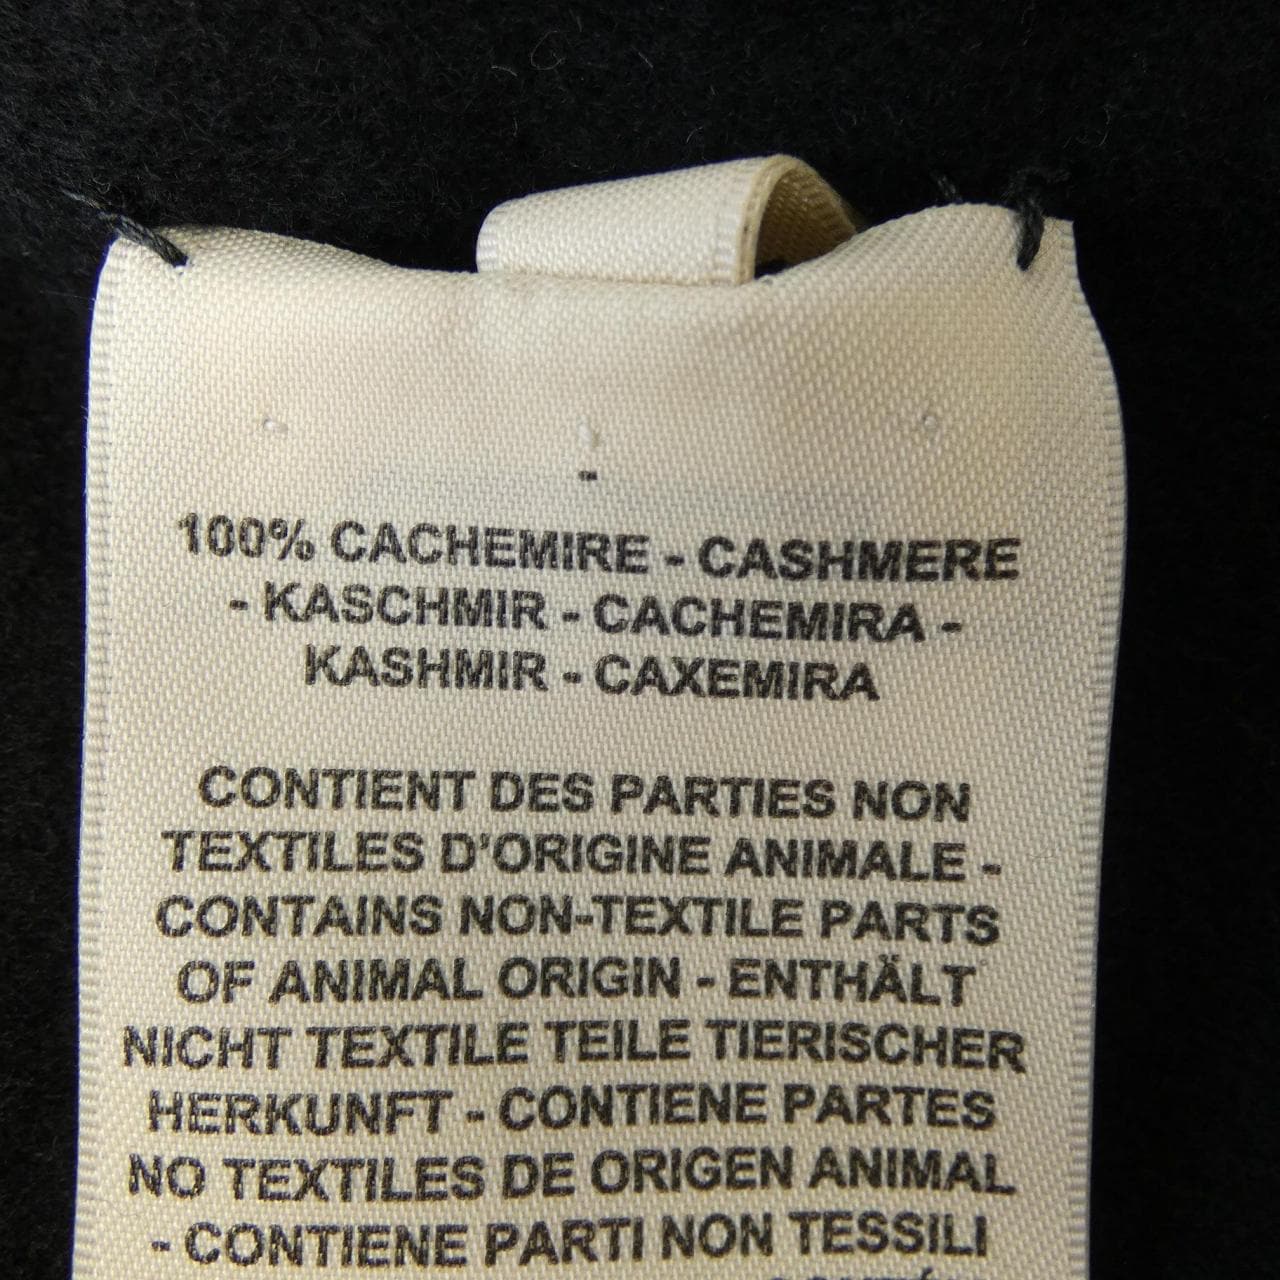 -
100% CACHEMIRE - CASHMERE
- KASCHMIR - CACHEMIRA -
KASHMIR - CAXEMIRA
CONTIENT DES PARTIES NON
TEXTILES D'ORIGINE ANIMALE -
CONTAINS NON-TEXTILE PARTS
OF ANIMAL ORIGIN - ENTHÄLT
NICHT TEXTILE TEILE TIERISCHER
HERKUNFT - CONTIENE PARTES
NO TEXTILES DE ORIGEN ANIMAL
- CONTIENE PARTI NON TESSILI